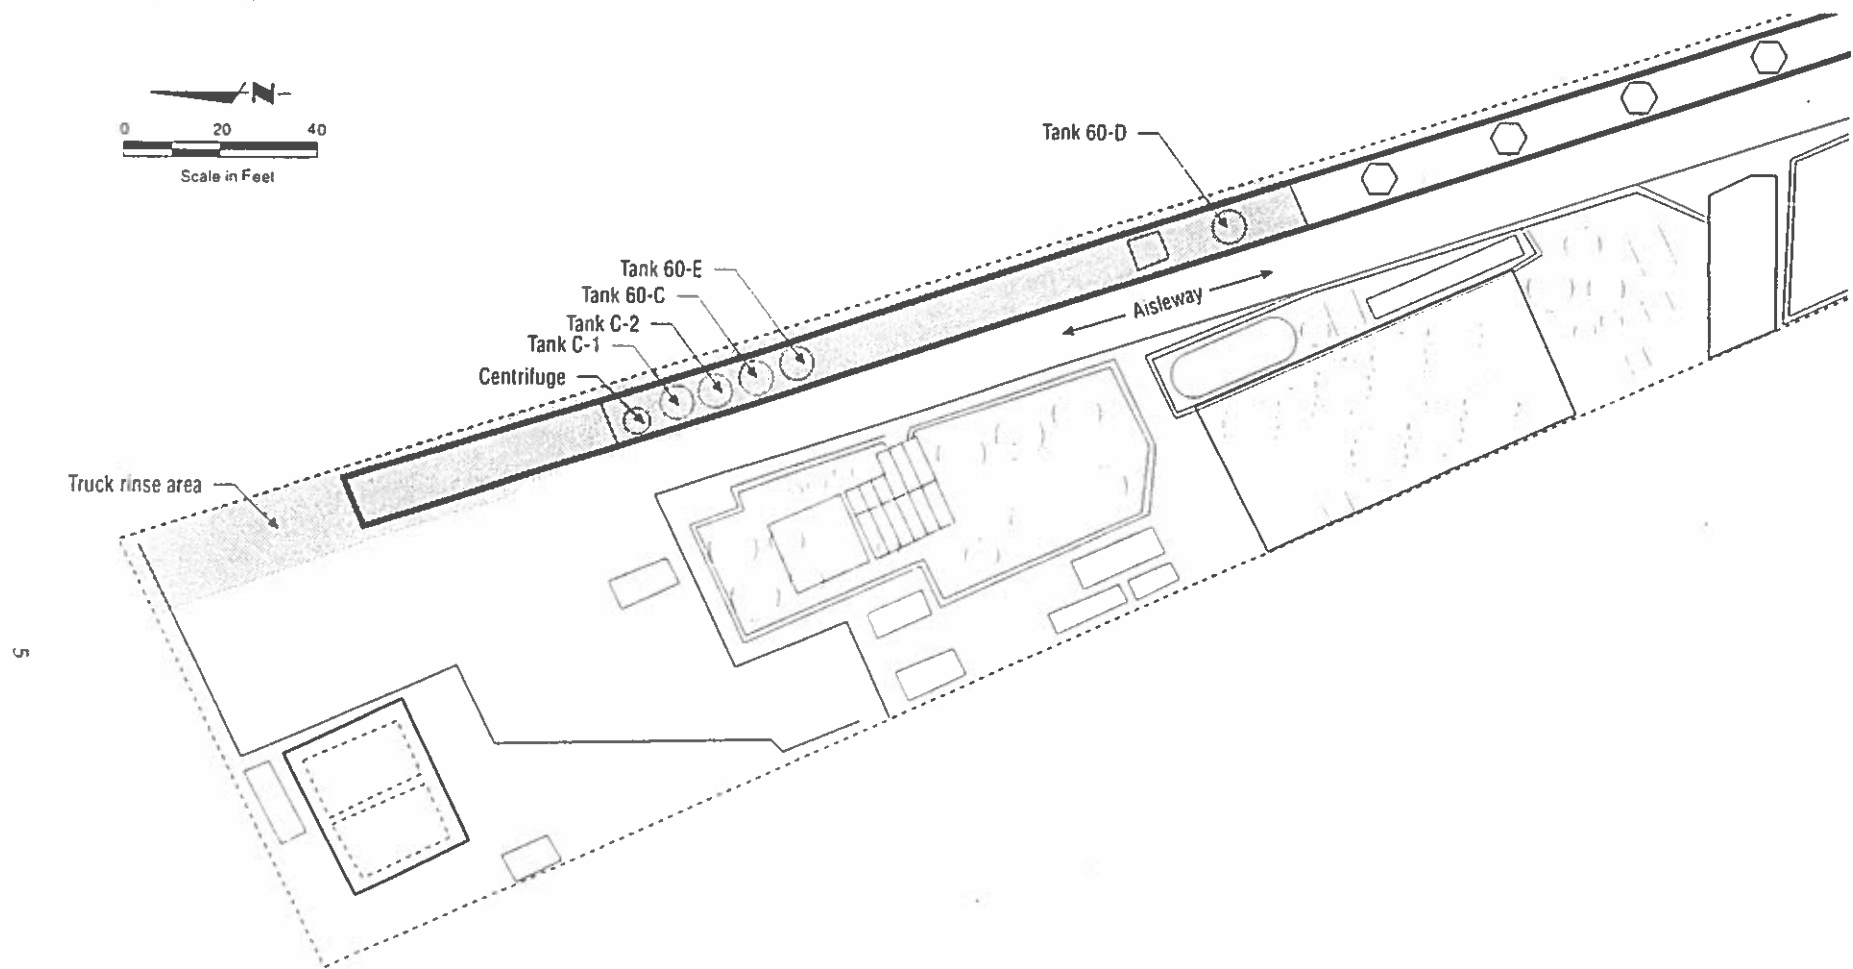 N
0 20 40
Scale in Feet
Tank 60-D
Tank 60-E
Tank 60-C
Tank C-2
Tank C-1
Centrifuge
Aisleway
Truck rinse area
5